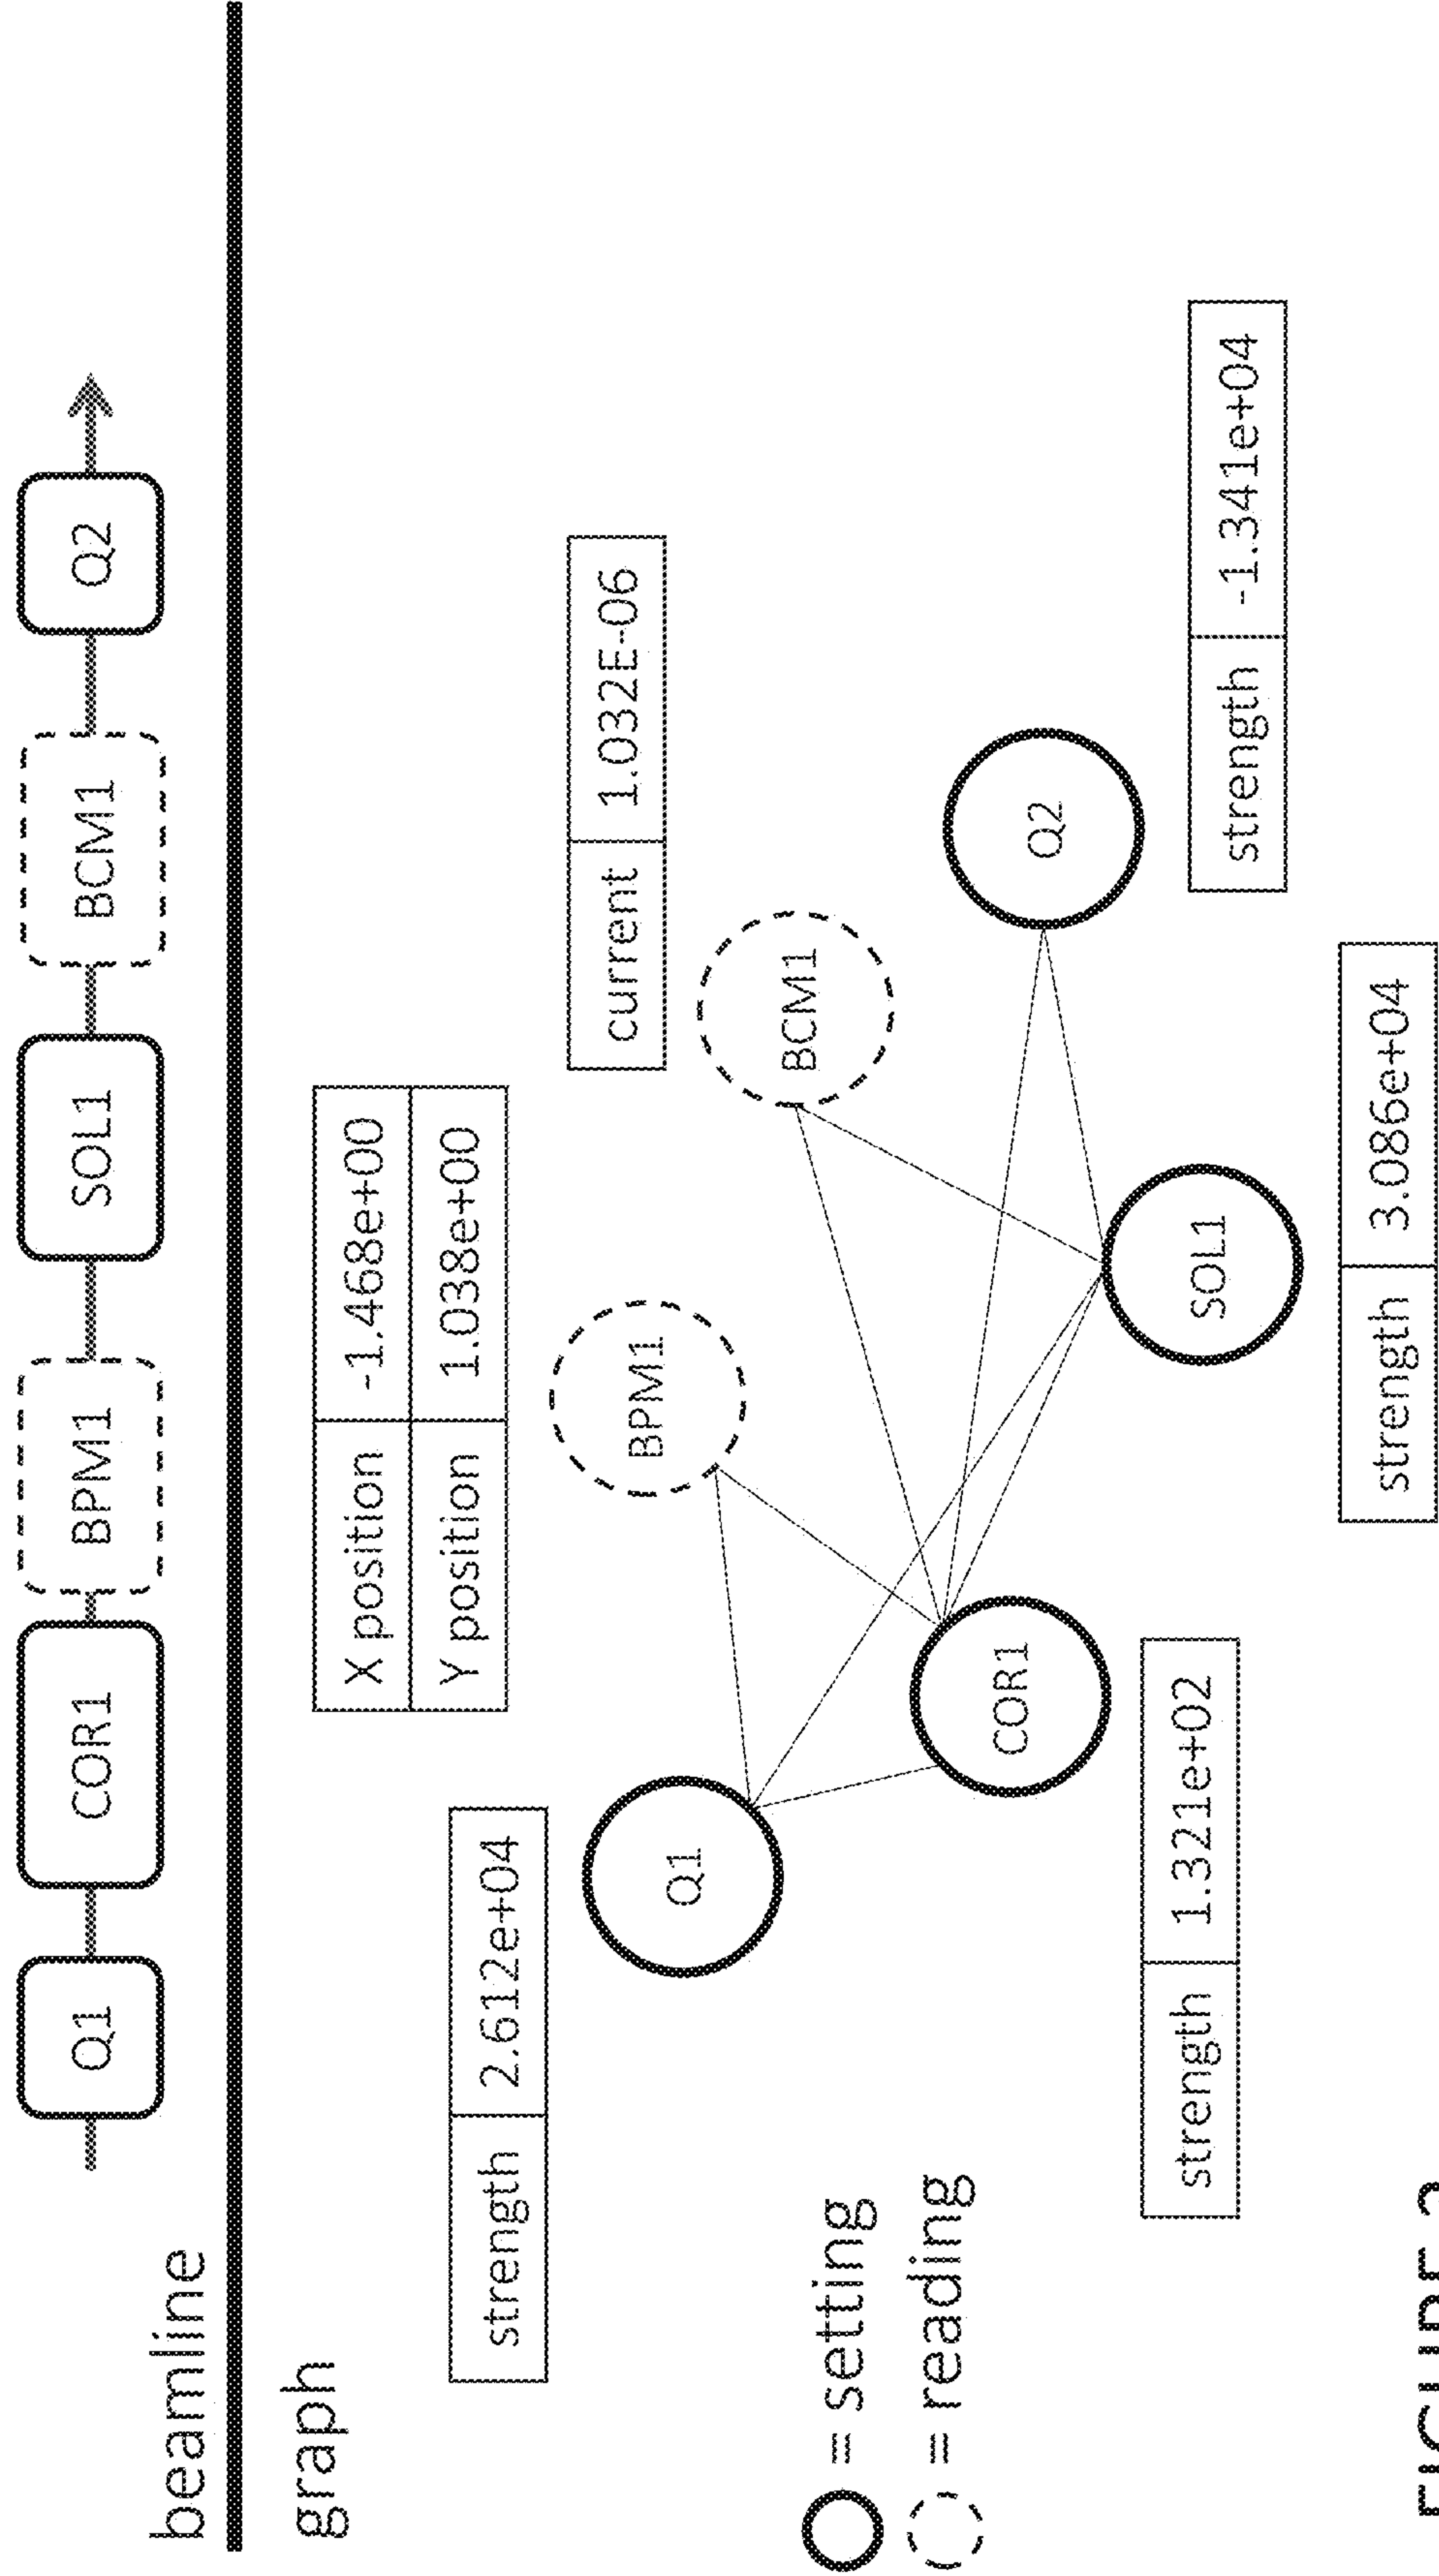 beamline
Q1 COR1 BPM1 SOL1 BCM1 Q2
graph
X position -1.468e+00
Y position 1.038e+00
strength 2.612e+04
current 1.032E-06
Q1
BPM1
BCM1
= setting
= reading
COR1
Q2
SOL1
strength 1.321e+02
strength -1.341e+04
strength 3.086e+04